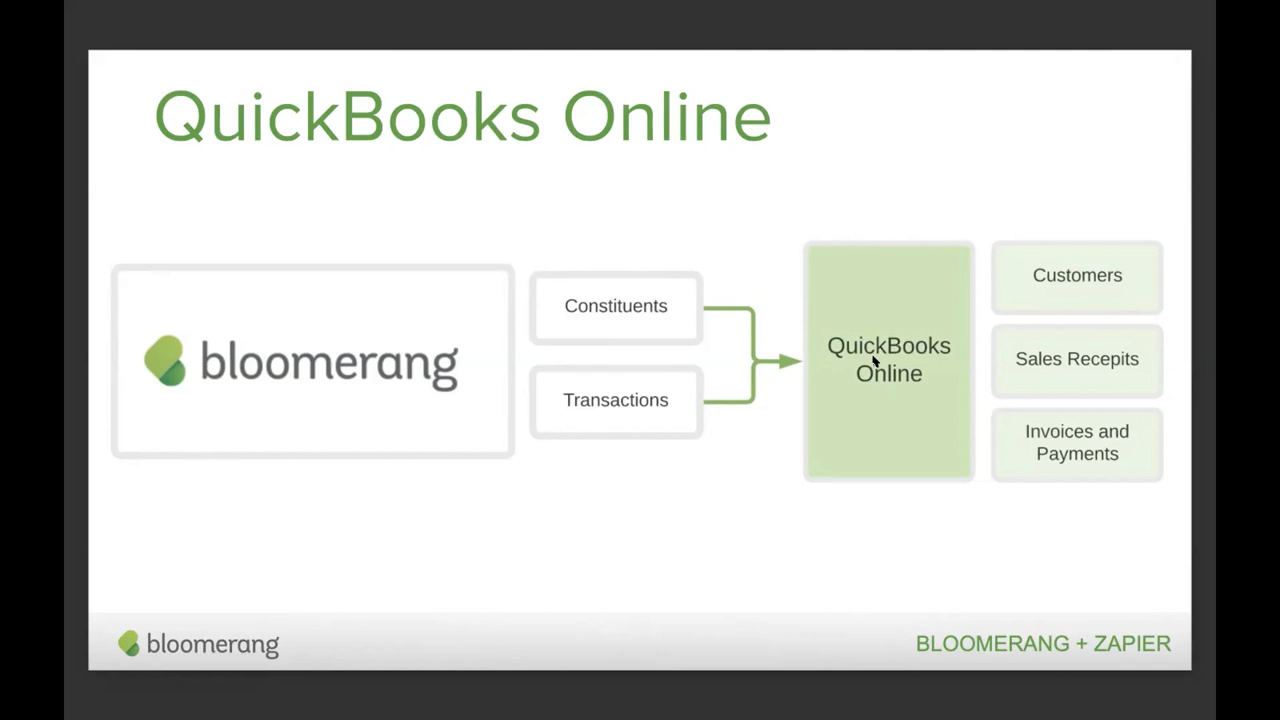 QuickBooks Online
bloomerang
Constituents
Transactions
QuickBooks
Online
Customers
Sales Recepits
Invoices and
Payments
bloomerang
BLOOMERANG + ZAPIER